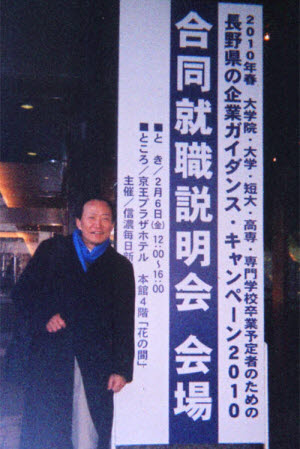 2010年春 大学院・大学・短大・高専・専門学校卒業予定者のための
長野県の企業ガイダンス・キャンペーン2010
合同就職説明会 会場
■とき/2月6日(金)12:00〜16:00
■ところ/京王プラザホテル 本館4階「花の間」
主催/信濃毎日新